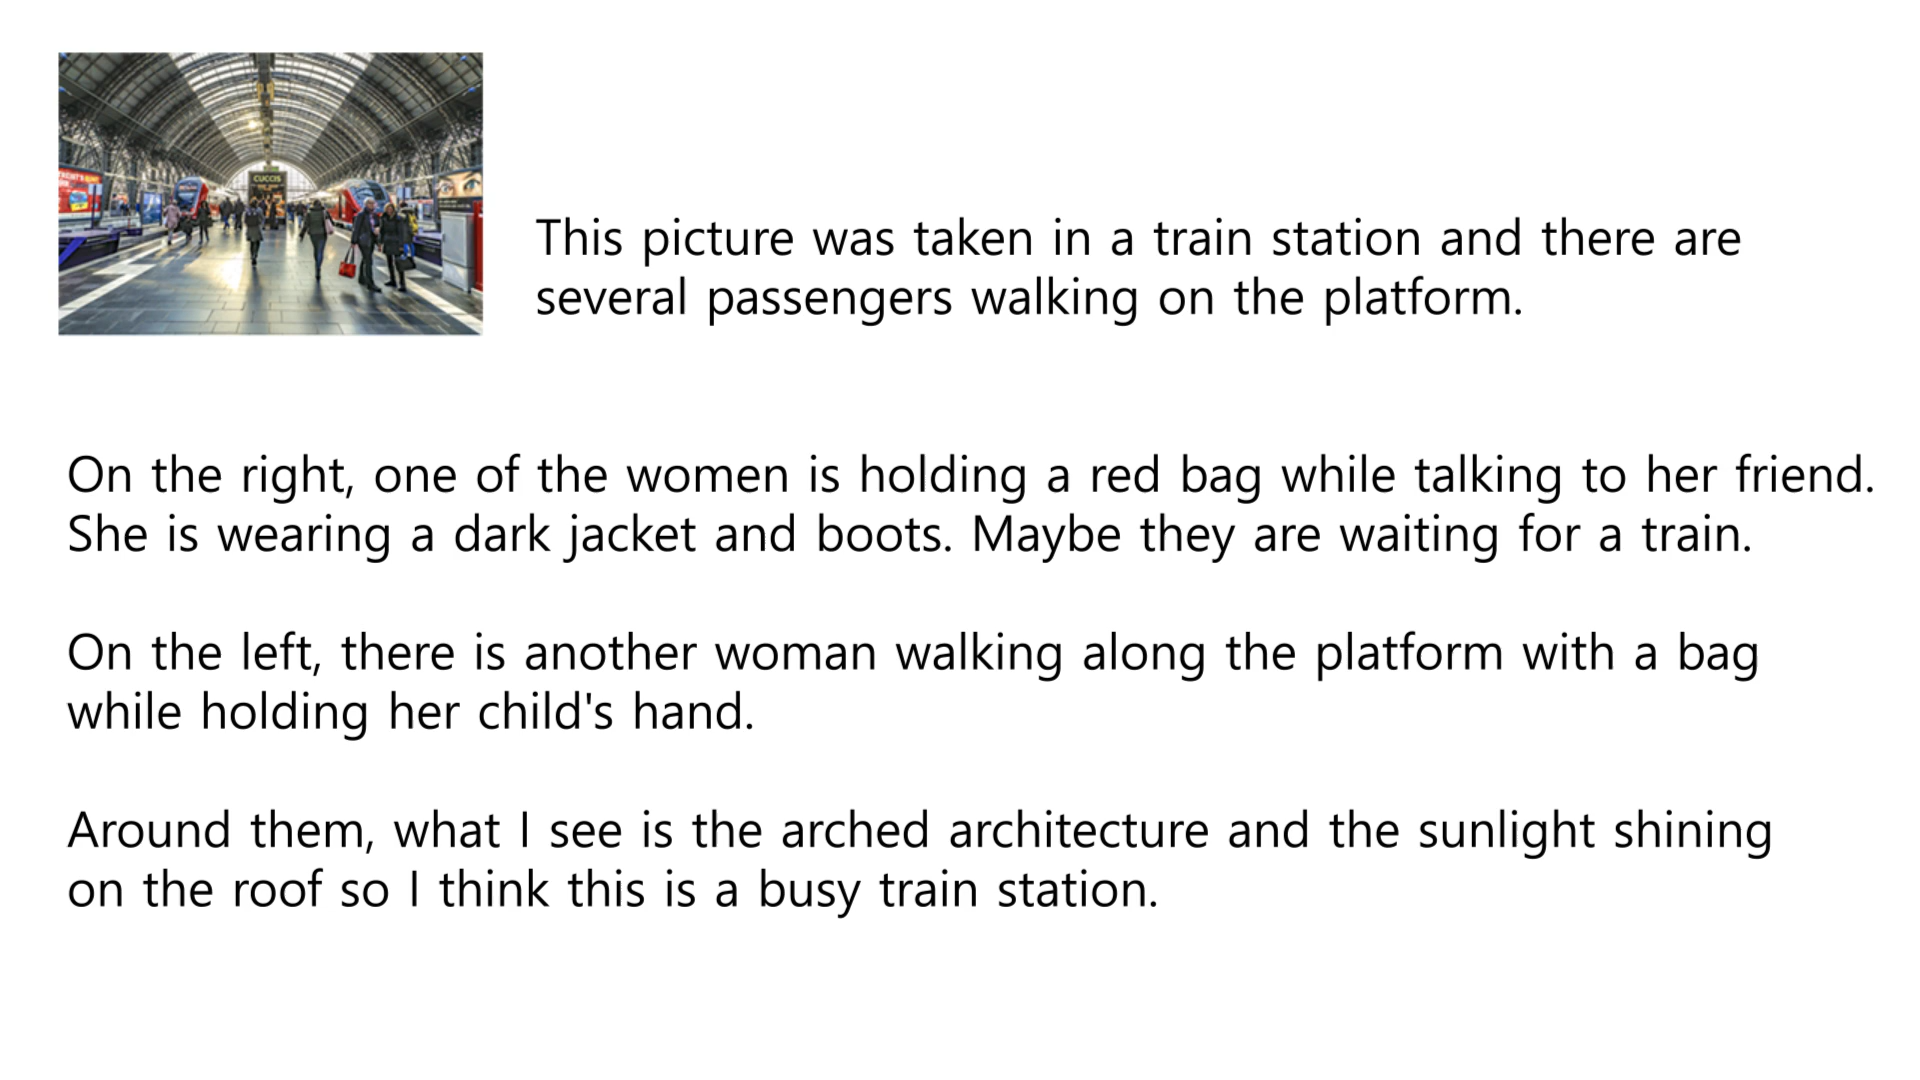 CUCCIS
This picture was taken in a train station and there are
several passengers walking on the platform.
On the right, one of the women is holding a red bag while talking to her friend.
She is wearing a dark jacket and boots. Maybe they are waiting for a train.
On the left, there is another woman walking along the platform with a bag
while holding her child's hand.
Around them, what I see is the arched architecture and the sunlight shining
on the roof so I think this is a busy train station.